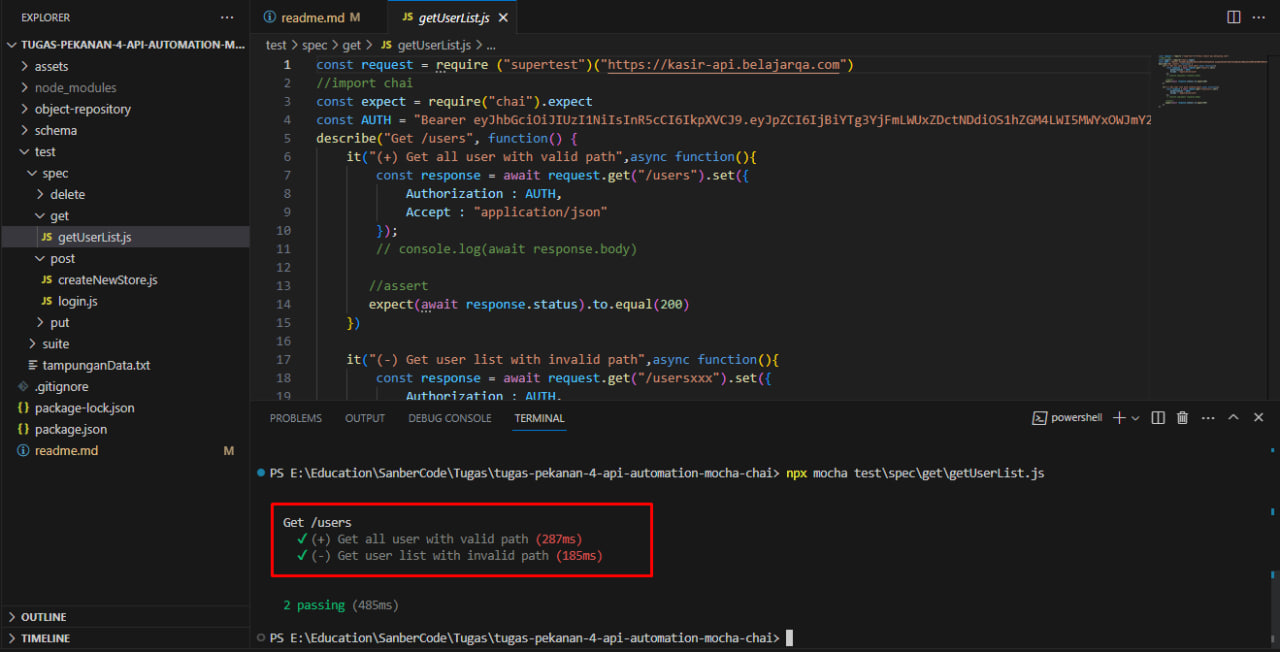 EXPLORER
TUGAS-PEKANAN-4-API-AUTOMATION-M...
assets
node_modules
object-repository
schema
test
spec
delete
get
JS getUserList.js
post
JS createNewStore.js
JS login.js
put
suite
tampunganData.txt
.gitignore
{} package-lock.json
{} package.json
readme.md M
OUTLINE
TIMELINE
readme.md M
JS getUserList.js
test > spec > get > JS getUserList.js > ...
1 const request = require ("supertest")("https://kasir-api.belajarqa.com")
2 //import chai
3 const expect = require("chai").expect
4 const AUTH = "Bearer eyJhbGciOiJIUzI1NiIsInR5cCI6IkpXVCJ9.eyJpZCI6IjBiYTg3YjFmLWUxZDctNDdiOS1hZGM4LWI5MWYxOWJmY2
5 describe("Get /users", function() {
6 it("(+) Get all user with valid path",async function(){
7 const response = await request.get("/users").set({
8 Authorization : AUTH,
9 Accept : "application/json"
10 });
11 // console.log(await response.body)
12
13 //assert
14 expect(await response.status).to.equal(200)
15 })
16
17 it("(-) Get user list with invalid path",async function(){
18 const response = await request.get("/usersxxx").set({
19 Authorization : AUTH,
PROBLEMS OUTPUT DEBUG CONSOLE TERMINAL
powershell
PS E:\Education\SanberCode\Tugas\tugas-pekanan-4-api-automation-mocha-chai> npx mocha test\spec\get\getUserList.js
Get /users
✓ (+) Get all user with valid path (287ms)
✓ (-) Get user list with invalid path (185ms)
2 passing (485ms)
PS E:\Education\SanberCode\Tugas\tugas-pekanan-4-api-automation-mocha-chai>